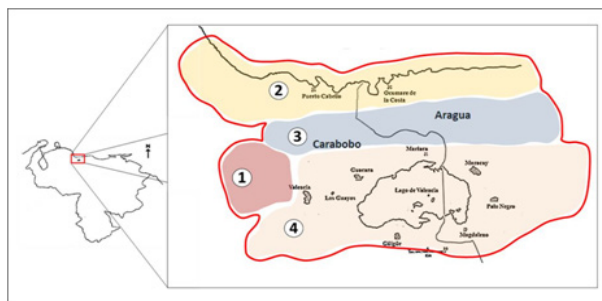 2
Puerto Cabello
Ocumare de
la Costa
Aragua
3
Carabobo
Mariara
1
Guacara
Maracay
Valencia
Los Guayos
Lago de Valencia
Palo Negro
4
Güigüe
Magdaleno